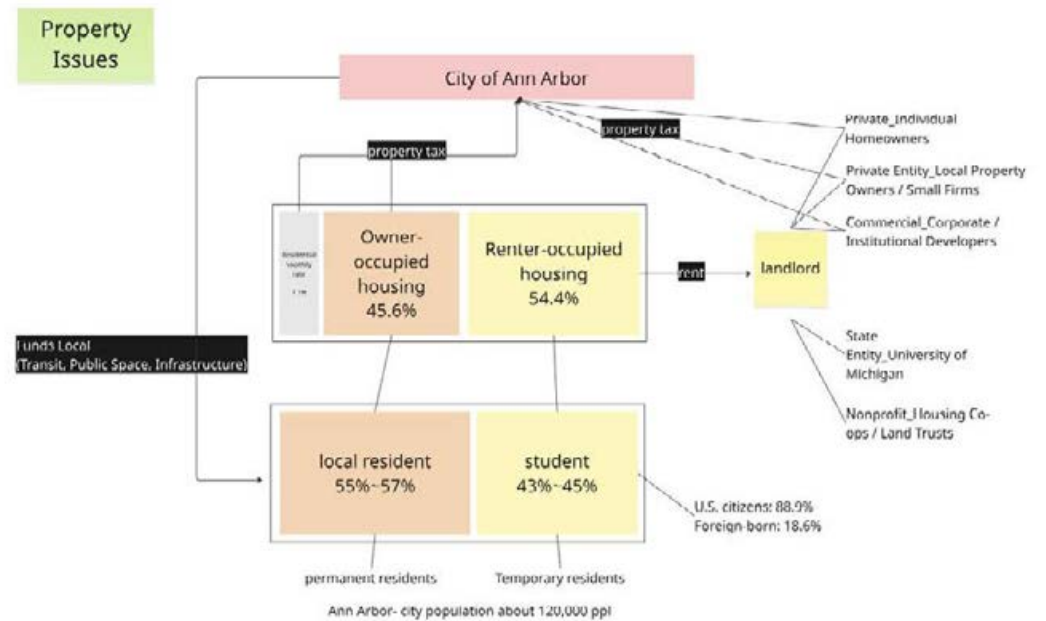 Property
Issues
City of Ann Arbor
property tax
property tax
Private_Individual
Homeowners
Private Entity_Local Property
Owners / Small Firms
Commercial_Corporate /
Institutional Developers
Owner-
occupied
housing
45.6%
Renter-occupied
housing
54.4%
rent
landlord
Funds Local
(Transit, Public Space, Infrastructure)
State
Entity_University of
Michigan
Nonprofit_Housing Co-
ops / Land Trusts
local resident
55%~57%
student
43%~45%
U.S. citizens: 88.9%
Foreign-born: 18.6%
permanent residents
Temporary residents
Ann Arbor- city population about 120,000 ppl